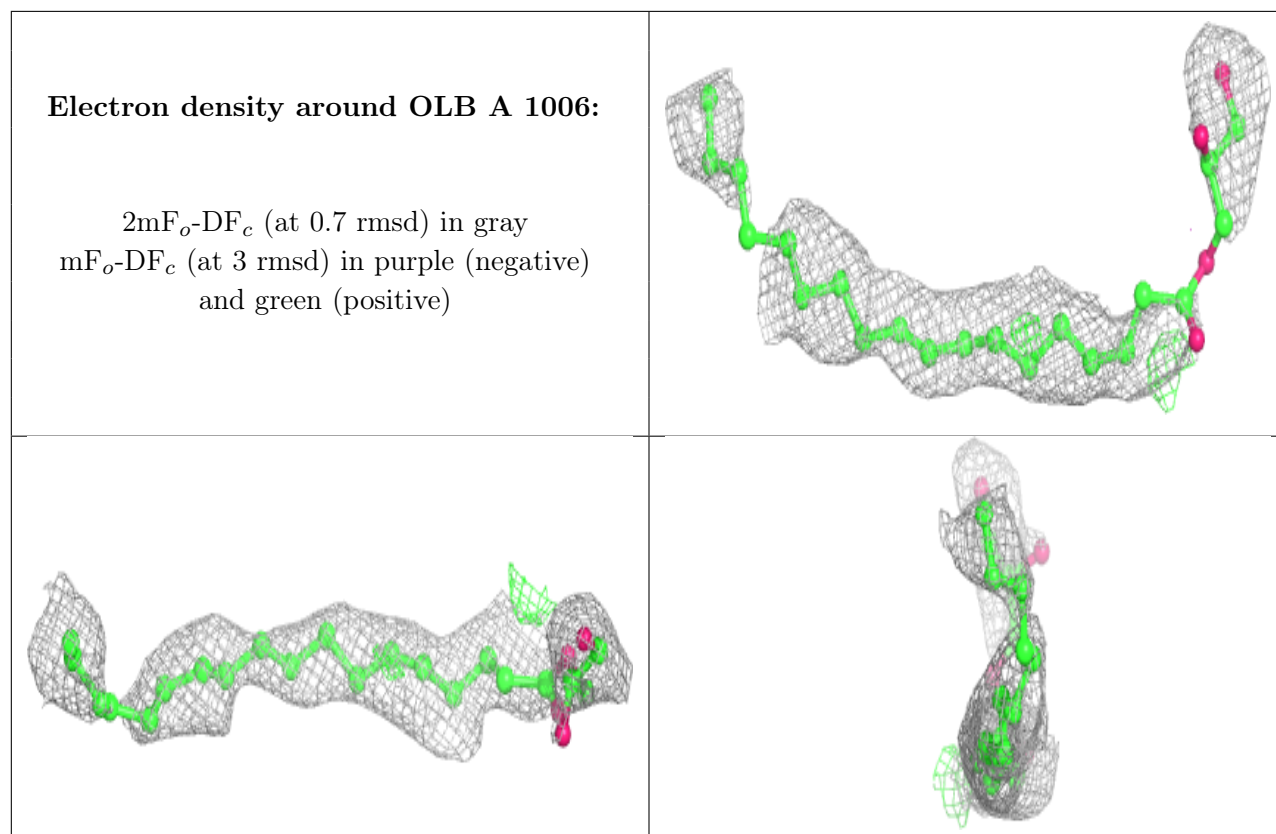 Electron density around OLB A 1006:
2mFₒ-DF𝒸 (at 0.7 rmsd) in gray
mFₒ-DF𝒸 (at 3 rmsd) in purple (negative)
and green (positive)